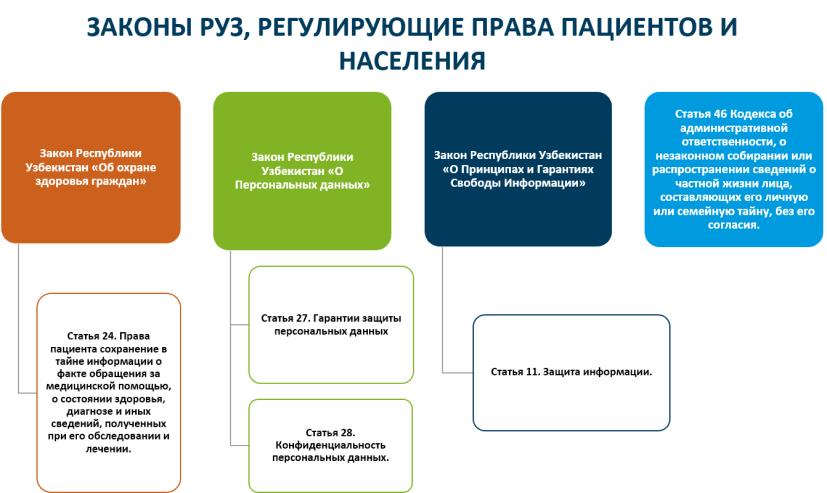 ЗАКОНЫ РУЗ, РЕГУЛИРУЮЩИЕ ПРАВА ПАЦИЕНТОВ И
НАСЕЛЕНИЯ
Закон Республики
Узбекистан «Об охране
здоровья граждан»
Статья 24. Права
пациента сохранение в
тайне информации о
факте обращения за
медицинской помощью,
о состоянии здоровья,
диагнозе и иных
сведений, полученных
при его обследовании и
лечении.
Закон Республики
Узбекистан «О
Персональных данных»
Статья 27. Гарантии защиты
персональных данных
Статья 28.
Конфиденциальность
персональных данных.
Закон Республики Узбекистан
«О Принципах и Гарантиях
Свободы Информации»
Статья 11. Защита информации.
Статья 46 Кодекса об
административной
ответственности, о
незаконном собирании или
распространении сведений о
частной жизни лица,
составляющих его личную
или семейную тайну, без его
согласия.